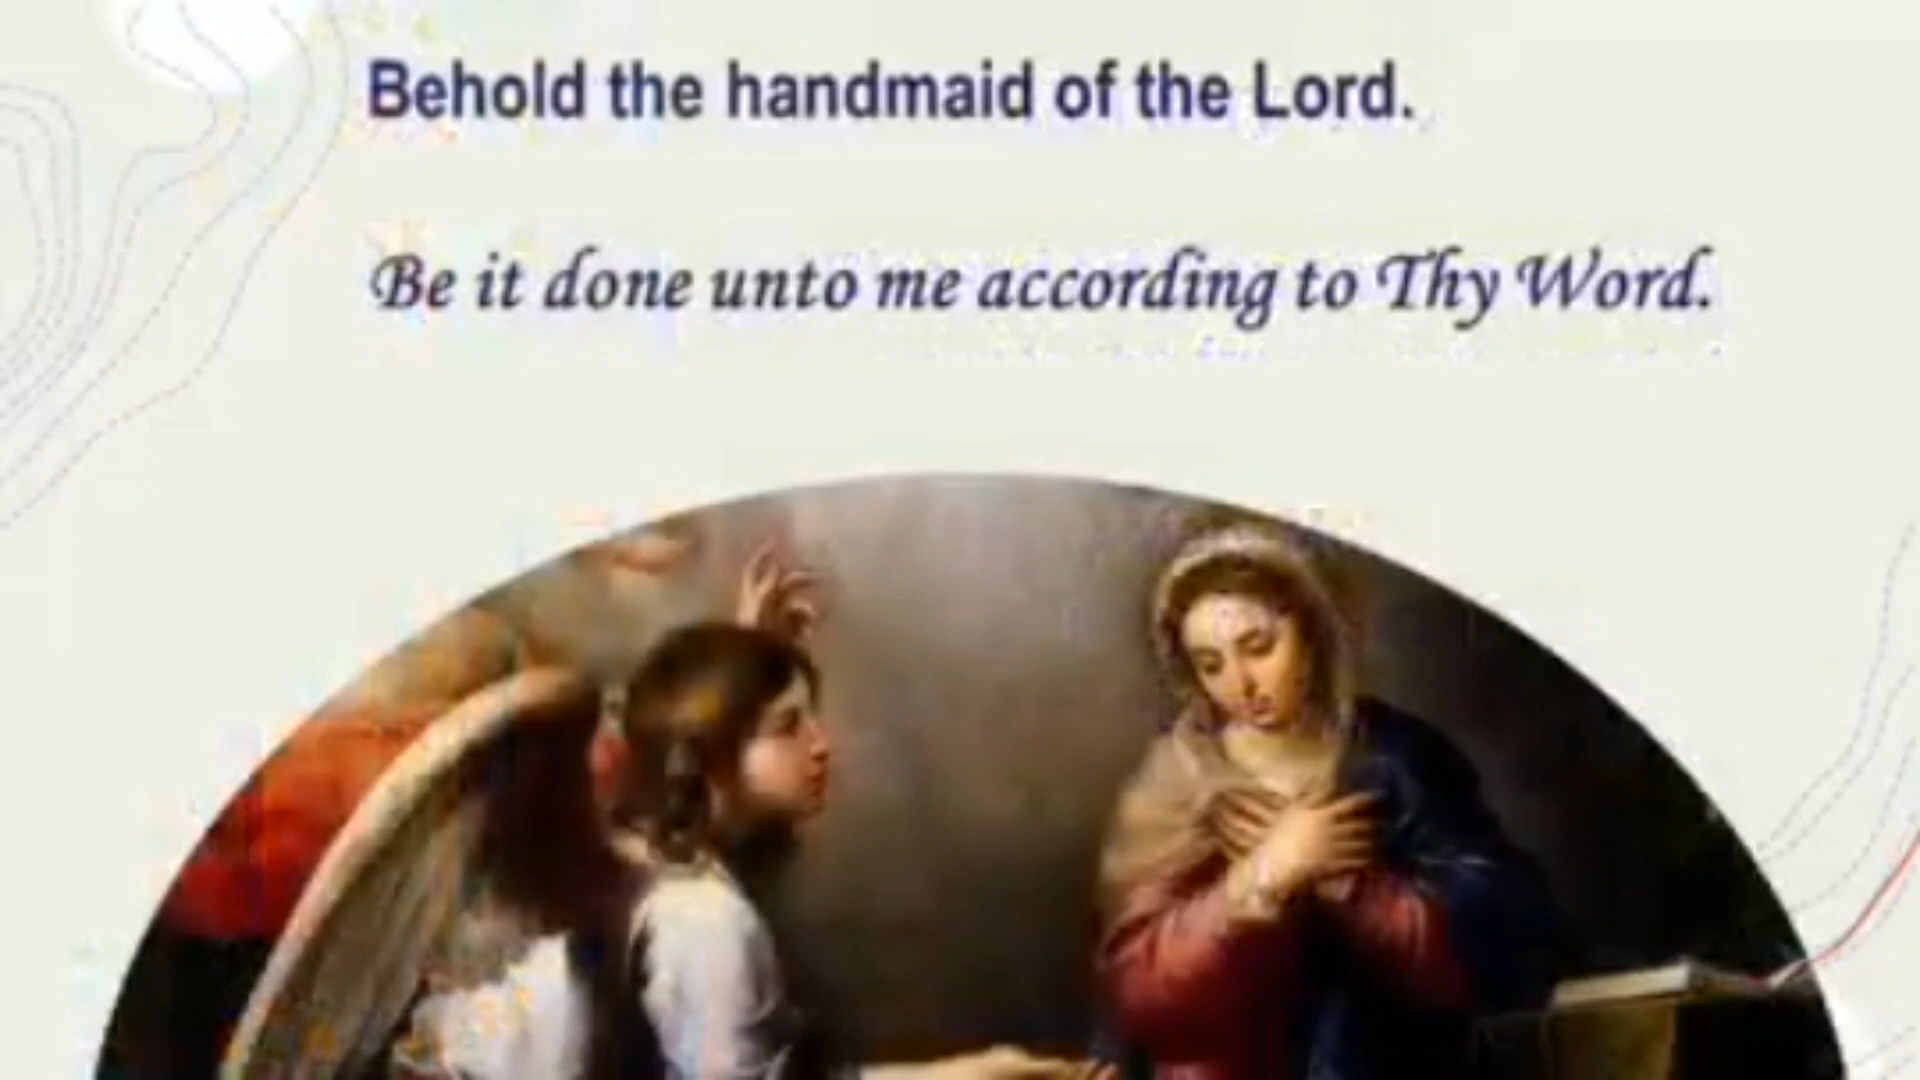 Behold the handmaid of the Lord.
Be it done unto me according to Thy Word.